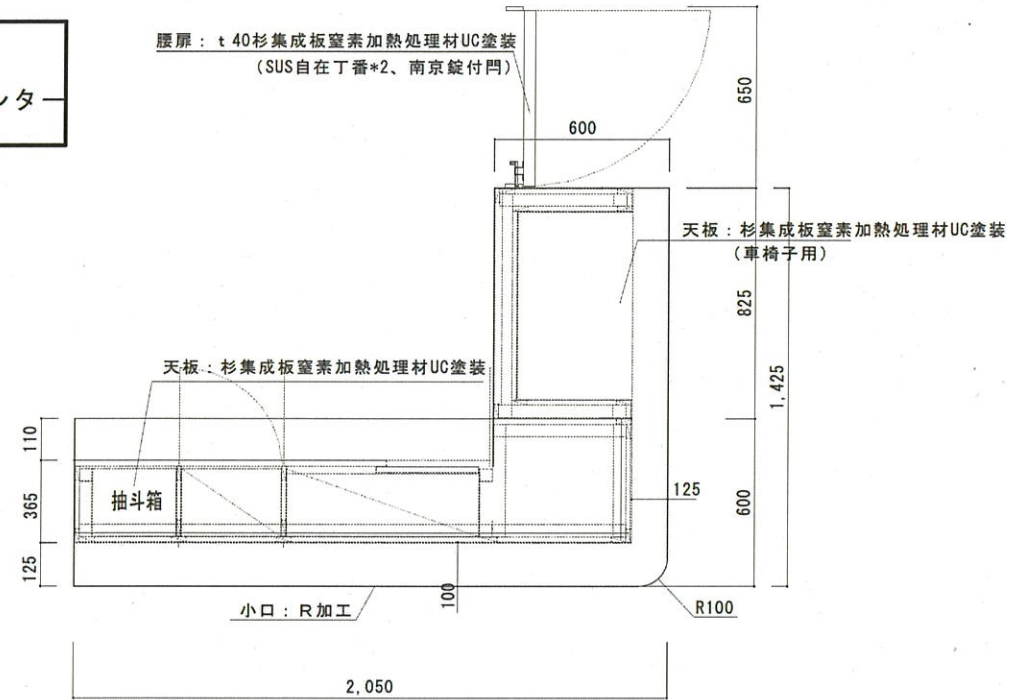 ンター
腰扉：ｔ40杉集成板窒素加熱処理材UC塗装
（SUS自在丁番*2、南京錠付閂）
650
600
天板：杉集成板窒素加熱処理材UC塗装
（車椅子用）
825
1,425
天板：杉集成板窒素加熱処理材UC塗装
110
365
125
抽斗箱
125
600
100
小口：Ｒ加工
R100
2,050